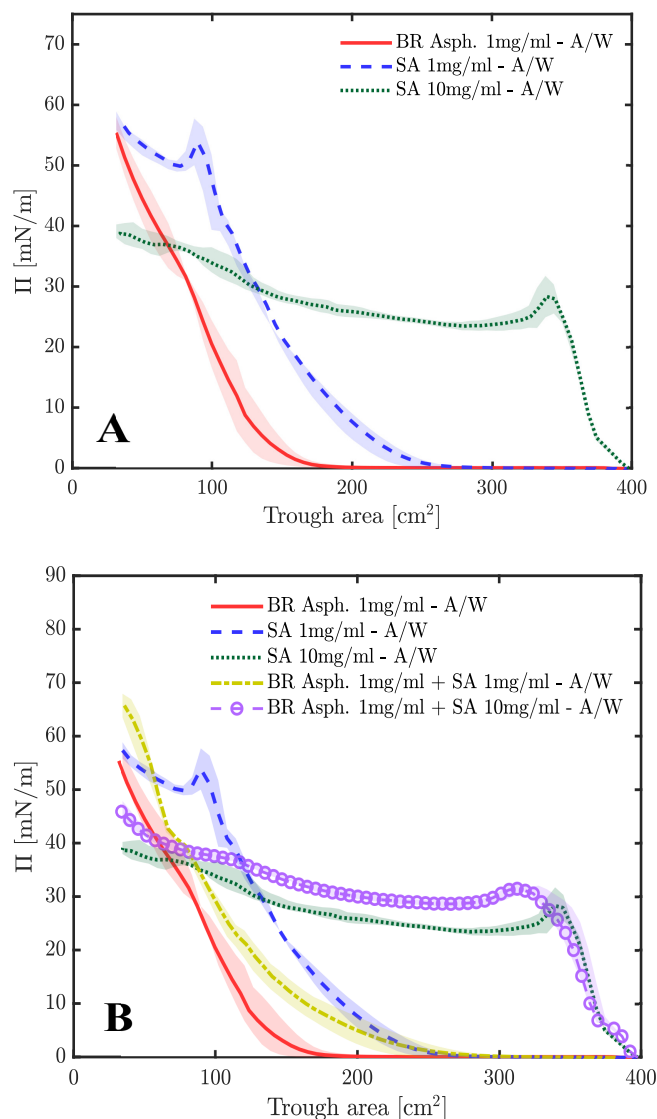 70
60
50
40
30
20
10
0
Π [mN/m]
BR Asph. 1mg/ml - A/W
SA 1mg/ml - A/W
SA 10mg/ml - A/W
A
0 100 200 300 400
Trough area [cm²]
90
80
70
60
50
40
30
20
10
0
Π [mN/m]
BR Asph. 1mg/ml - A/W
SA 1mg/ml - A/W
SA 10mg/ml - A/W
BR Asph. 1mg/ml + SA 1mg/ml - A/W
BR Asph. 1mg/ml + SA 10mg/ml - A/W
B
0 100 200 300 400
Trough area [cm²]